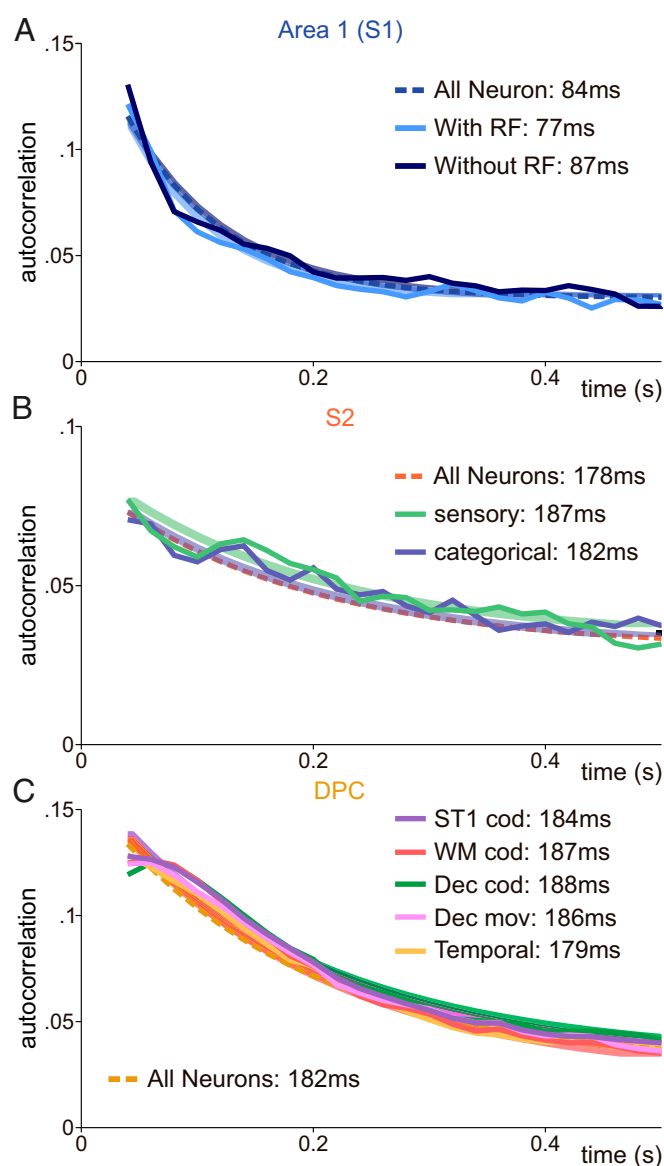 A
Area 1 (S1)
.15
All Neuron: 84ms
With RF: 77ms
.1
Without RF: 87ms
autocorrelation
.05
0
0
0.2
0.4
time (s)
B
S2
.1
All Neurons: 178ms
sensory: 187ms
categorical: 182ms
autocorrelation
.05
0
0
0.2
0.4
time (s)
C
DPC
.15
ST1 cod: 184ms
WM cod: 187ms
Dec cod: 188ms
.1
Dec mov: 186ms
Temporal: 179ms
autocorrelation
.05
All Neurons: 182ms
0
0
0.2
0.4
time (s)